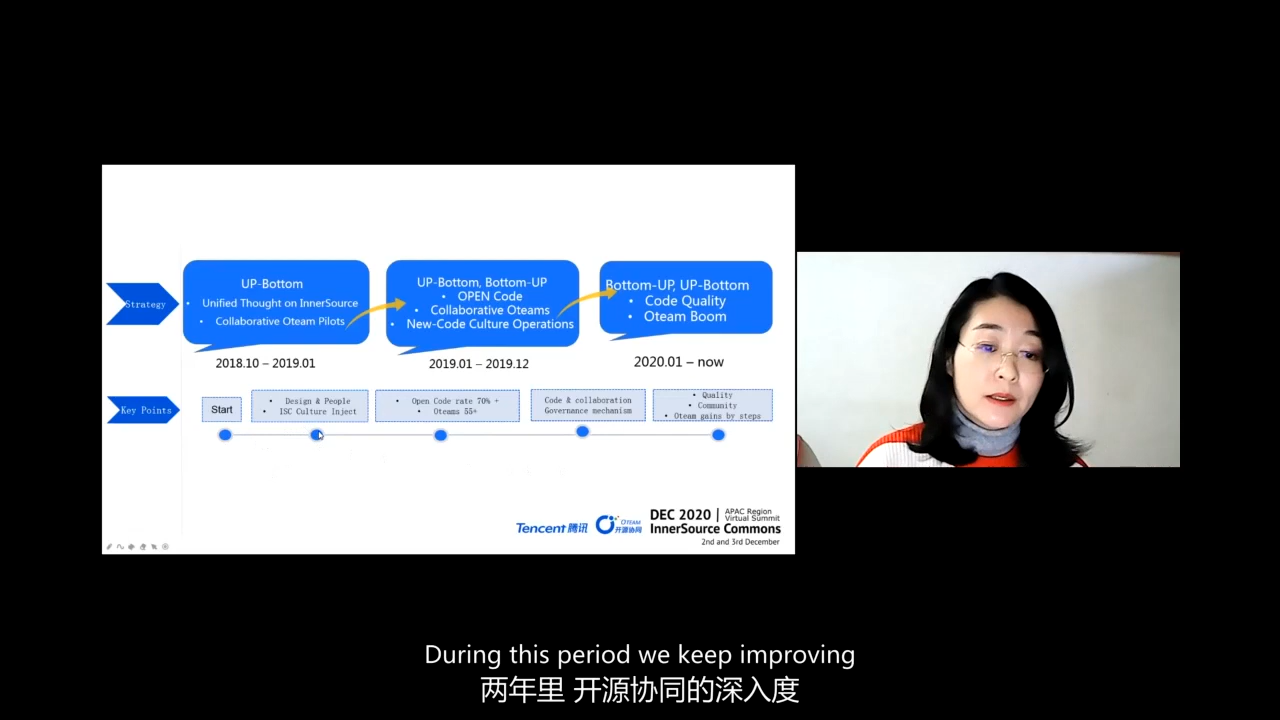 Strategy
UP-Bottom
• Unified Thought on InnerSource
• Collaborative Oteam Pilots
2018.10 – 2019.01
UP-Bottom, Bottom-UP
• OPEN Code
• Collaborative Oteams
• New-Code Culture Operations
2019.01 – 2019.12
Bottom-UP, UP-Bottom
• Code Quality
• Oteam Boom
2020.01 – now
Key Points
Start
• Design & People
• ISC Culture Inject
• Open Code rate 70% +
• Oteams 55+
Code & collaboration
Governance mechanism
• Quality
• Community
• Oteam gains by steps
Tencent 腾讯
OTEAM
开源协同
DEC 2020 | APAC Region
Virtual Summit
InnerSource Commons
2nd and 3rd December
During this period we keep improving
两年里 开源协同的深入度